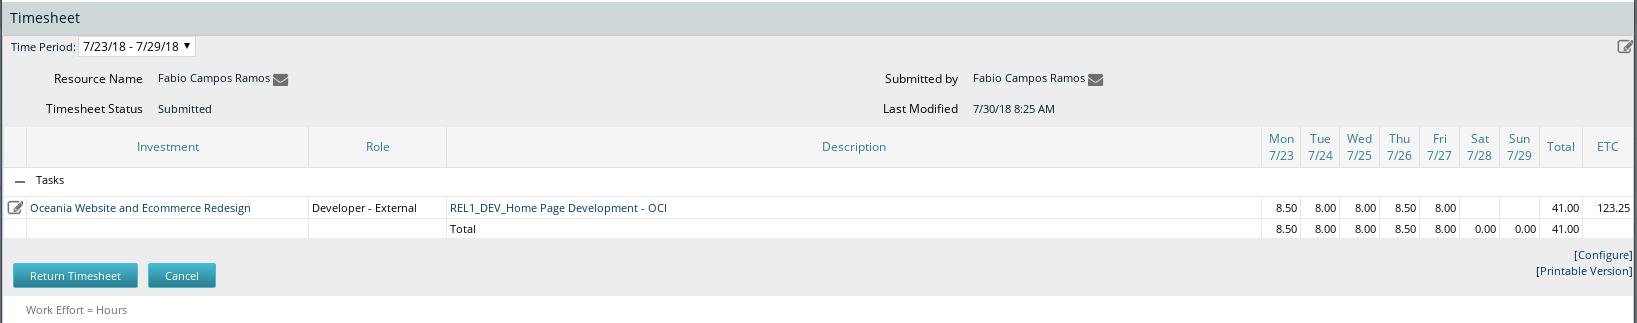 Timesheet
Time Period: 7/23/18 - 7/29/18
Resource Name Fabio Campos Ramos Submitted by Fabio Campos Ramos
Timesheet Status Submitted Last Modified 7/30/18 8:25 AM
Investment Role Description Mon 7/23 Tue 7/24 Wed 7/25 Thu 7/26 Fri 7/27 Sat 7/28 Sun 7/29 Total ETC
Tasks
Oceania Website and Ecommerce Redesign Developer - External REL1_DEV_Home Page Development - OCI 8.50 8.00 8.00 8.50 8.00 41.00 123.25
Total 8.50 8.00 8.00 8.50 8.00 0.00 0.00 41.00
[Configure]
Return Timesheet Cancel [Printable Version]
Work Effort = Hours